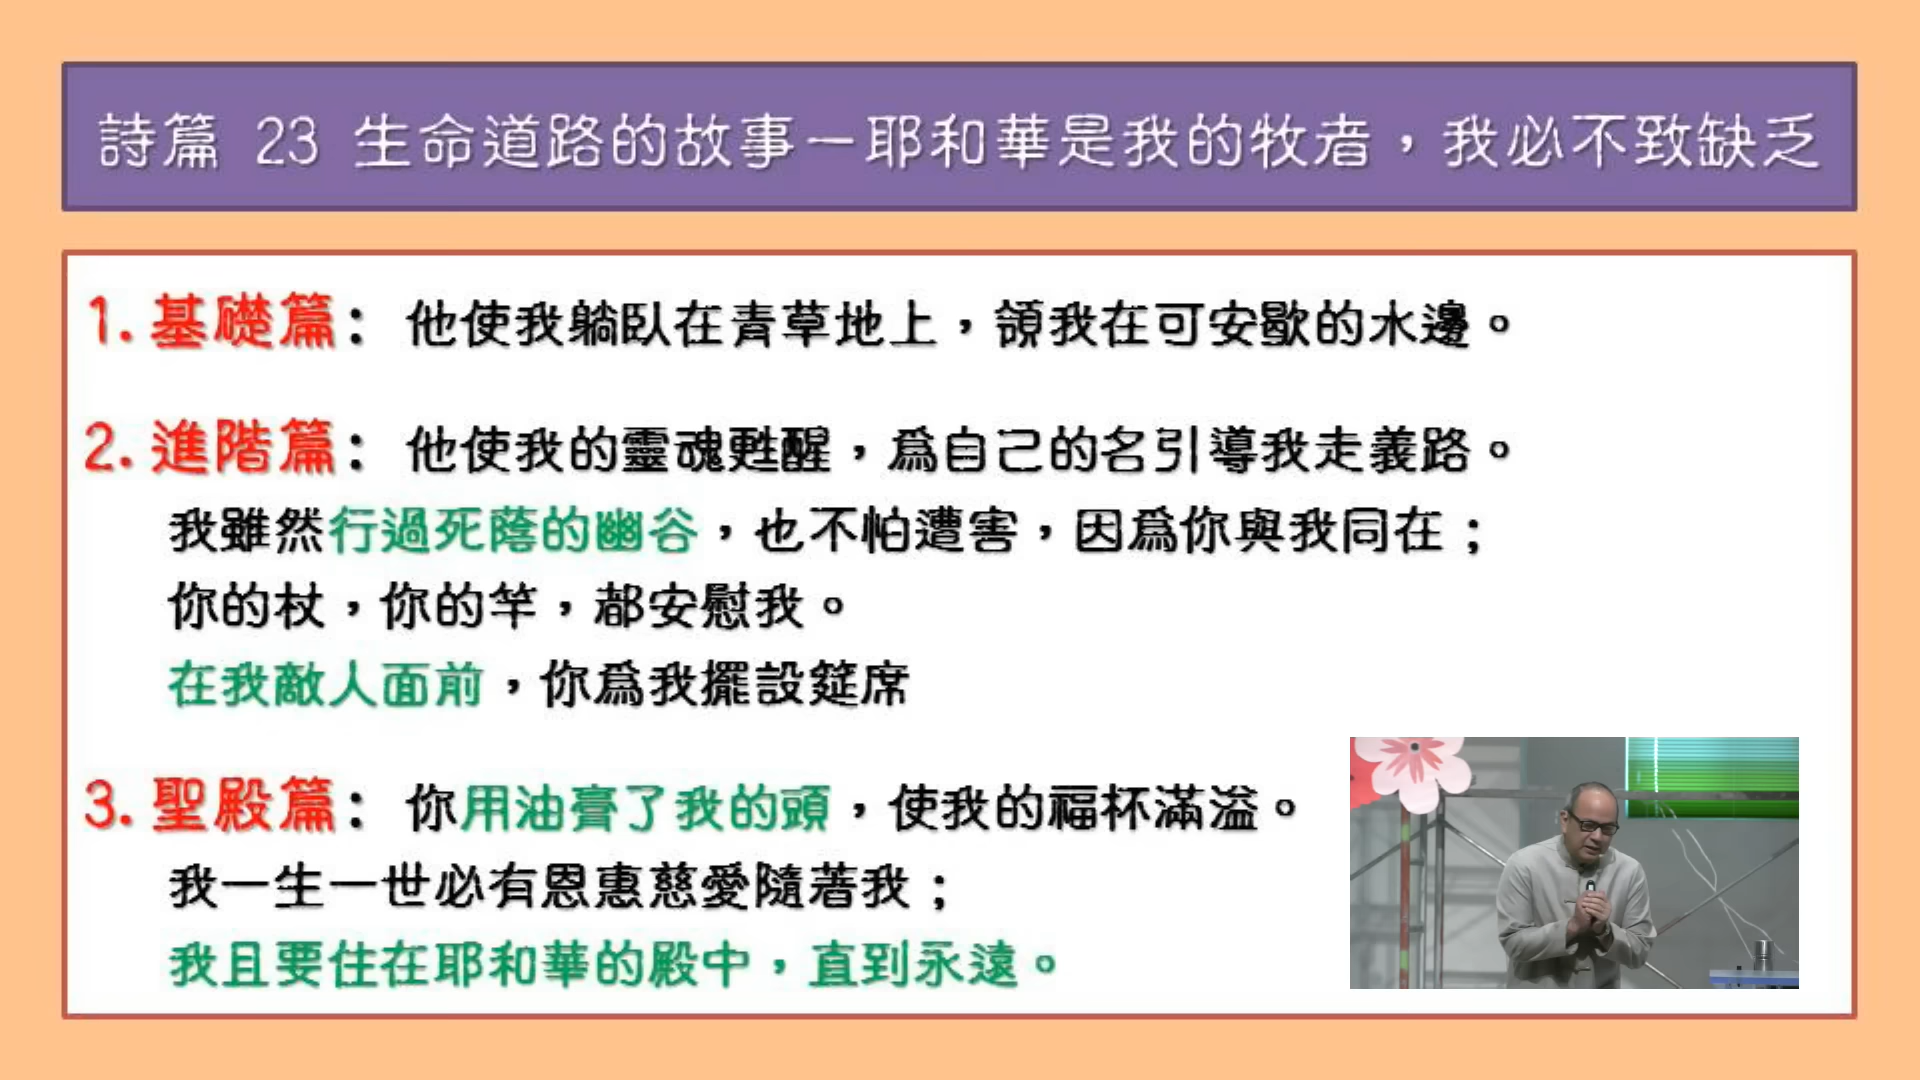 詩篇 23 生命道路的故事－耶和華是我的牧者，我必不致缺乏
1. 基礎篇： 他使我躺臥在青草地上，領我在可安歇的水邊。
2. 進階篇： 他使我的靈魂甦醒，為自己的名引導我走義路。
我雖然行過死蔭的幽谷，也不怕遭害，因為你與我同在；
你的杖，你的竿，都安慰我。
在我敵人面前，你為我擺設筵席
3. 聖殿篇： 你用油膏了我的頭，使我的福杯滿溢。
我一生一世必有恩惠慈愛隨著我；
我且要住在耶和華的殿中，直到永遠。